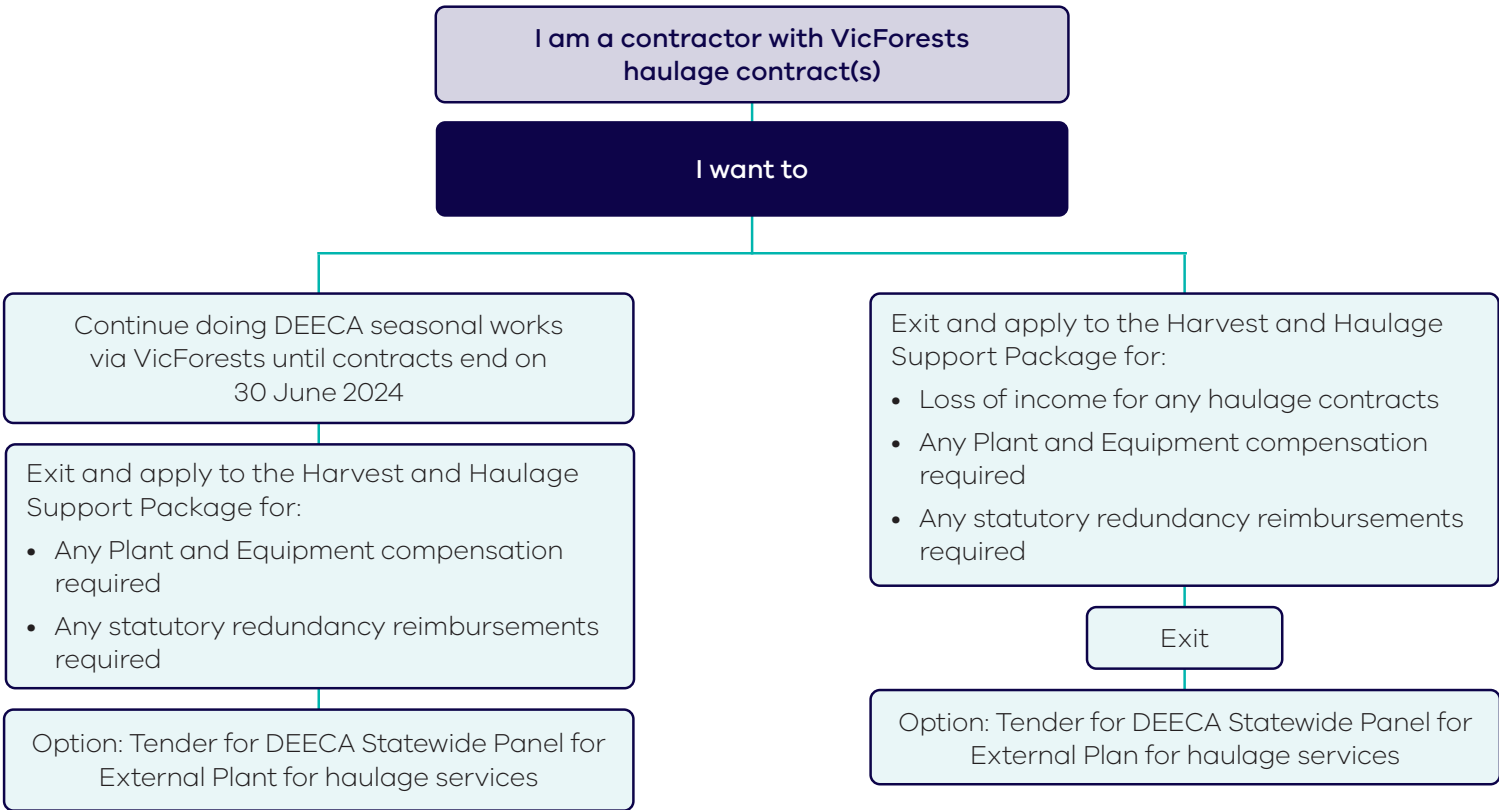 I am a contractor with VicForests
haulage contract(s)
I want to
Continue doing DEECA seasonal works
via VicForests until contracts end on
30 June 2024
Exit and apply to the Harvest and Haulage
Support Package for:
• Any Plant and Equipment compensation
required
• Any statutory redundancy reimbursements
required
Option: Tender for DEECA Statewide Panel for
External Plant for haulage services
Exit and apply to the Harvest and Haulage
Support Package for:
• Loss of income for any haulage contracts
• Any Plant and Equipment compensation
required
• Any statutory redundancy reimbursements
required
Exit
Option: Tender for DEECA Statewide Panel for
External Plan for haulage services